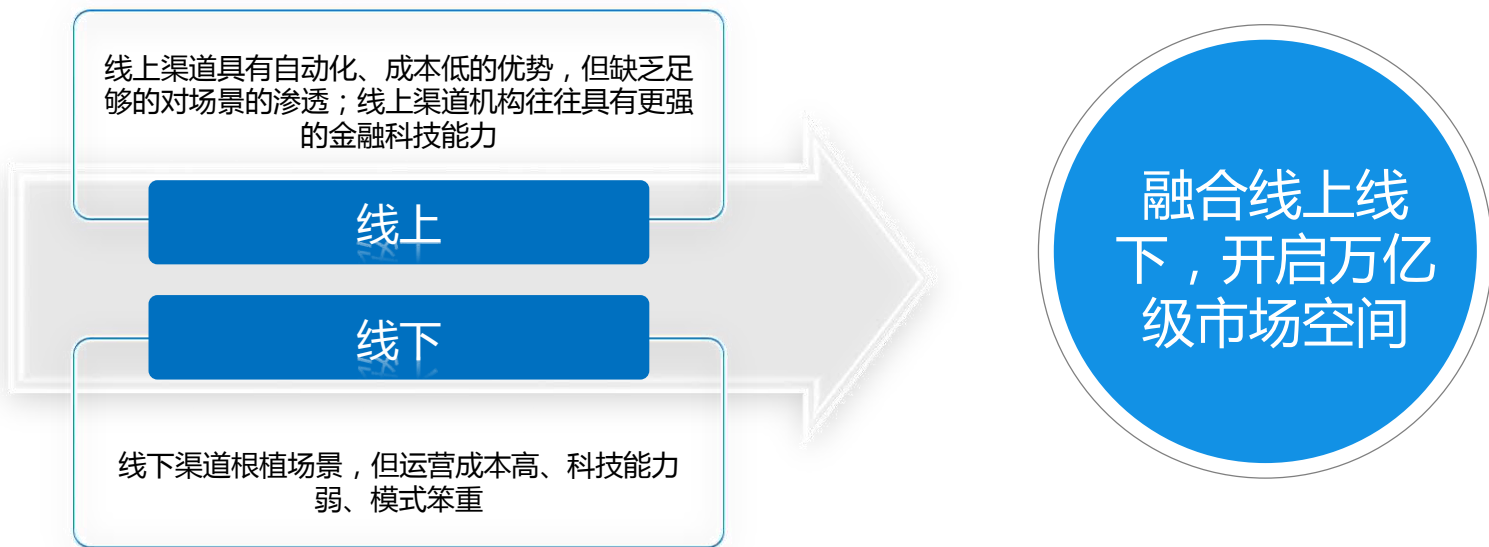 线上渠道具有自动化、成本低的优势，但缺乏足
够的对场景的渗透；线上渠道机构往往具有更强
的金融科技能力
线上
线下
线下渠道根植场景，但运营成本高、科技能力
弱、模式笨重
融合线上线
下，开启万亿
级市场空间